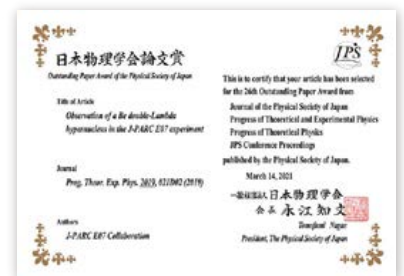 日本物理学会論文賞
Outstanding Paper Award of the Physical Society of Japan
Title of Article
Observation of a Be double-Lambda
hypernucleus in the J-PARC E07 experiment
Journal
Prog. Theor. Exp. Phys. 2019, 021D02 (2019)
Authors
J-PARC E07 Collaboration
JPS
This is to certify that your article has been selected
for the 26th Outstanding Paper Award from
Journal of the Physical Society of Japan
Progress of Theoretical and Experimental Physics
Progress of Theoretical Physics
JPS Conference Proceedings
published by the Physical Society of Japan.
March 14, 2021
一般社団法人 日本物理学会
会長 永江知文
Tomofumi Nagae
President, The Physical Society of Japan